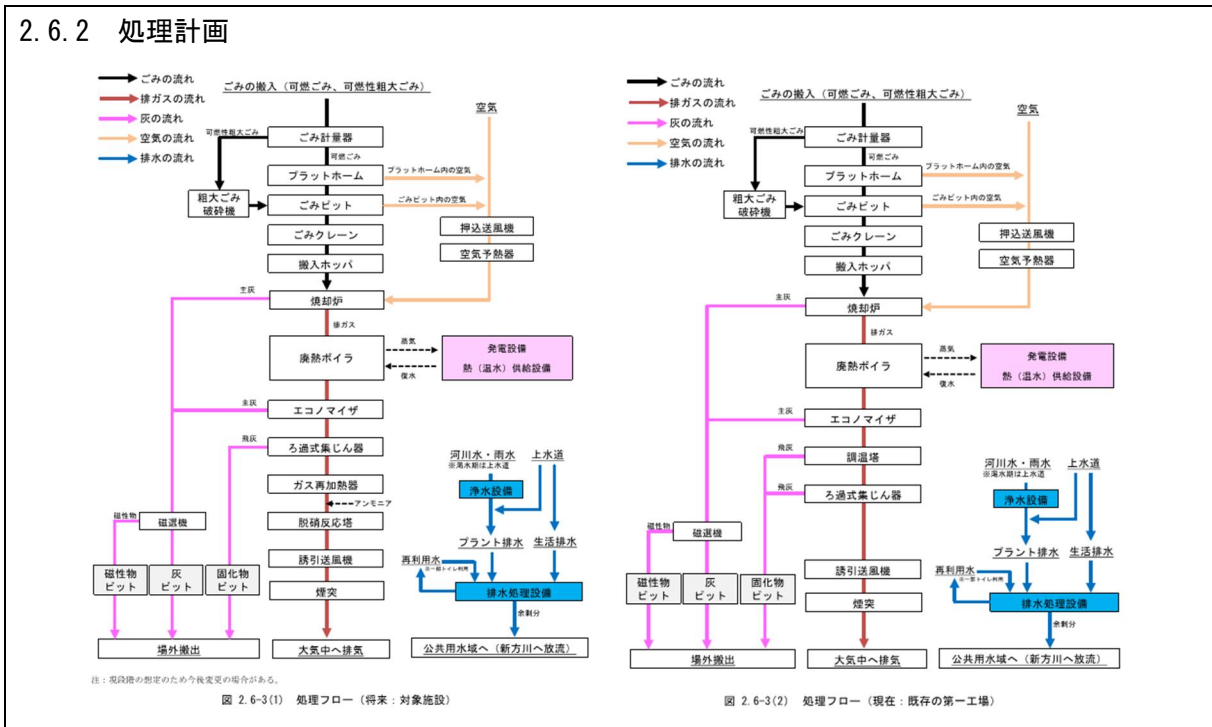 2.6.2 処理計画
ごみの流れ
排ガスの流れ
灰の流れ
空気の流れ
排水の流れ
ごみの搬入（可燃ごみ、可燃性粗大ごみ）
空気
可燃性粗大ごみ
ごみ計量器
可燃ごみ
プラットホーム
プラットホーム内の空気
粗大ごみ
破砕機
ごみピット
ごみピット内の空気
ごみクレーン
押込送風機
搬入ホッパ
空気予熱器
主灰
焼却炉
排ガス
廃熱ボイラ
蒸気
復水
発電設備
熱（温水）供給設備
主灰
エコノマイザ
飛灰
ろ過式集じん器
ガス再加熱器
アンモニア
磁性物
磁選機
脱硝反応塔
誘引送風機
煙突
磁性物
ピット
灰
ピット
固化物
ピット
場外搬出
大気中へ排気
河川水・雨水
※渇水期は上水道
上水道
浄水設備
プラント排水
生活排水
再利用水
※一部トイレ利用
排水処理設備
余剰分
公共用水域へ（新方川へ放流）
注：現段階の想定のため今後変更の場合がある。
図 2.6-3(1) 処理フロー（将来：対象施設）
ごみの流れ
排ガスの流れ
灰の流れ
空気の流れ
排水の流れ
ごみの搬入（可燃ごみ、可燃性粗大ごみ）
空気
可燃性粗大ごみ
ごみ計量器
可燃ごみ
プラットホーム
プラットホーム内の空気
粗大ごみ
破砕機
ごみピット
ごみピット内の空気
ごみクレーン
押込送風機
搬入ホッパ
空気予熱器
主灰
焼却炉
排ガス
廃熱ボイラ
蒸気
復水
発電設備
熱（温水）供給設備
主灰
エコノマイザ
飛灰
調温塔
飛灰
ろ過式集じん器
磁性物
磁選機
誘引送風機
煙突
磁性物
ピット
灰
ピット
固化物
ピット
場外搬出
大気中へ排気
河川水・雨水
※渇水期は上水道
上水道
浄水設備
プラント排水
生活排水
再利用水
※一部トイレ利用
排水処理設備
余剰分
公共用水域へ（新方川へ放流）
図 2.6-3(2) 処理フロー（現在：既存の第一工場）